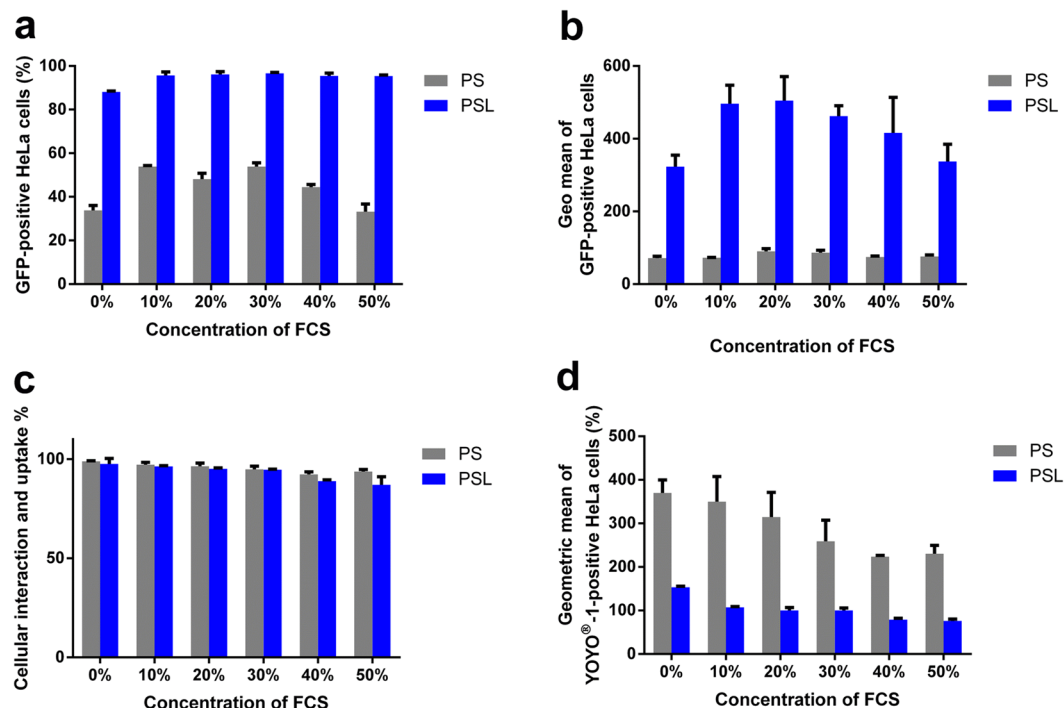 a
GFP-positive HeLa cells (%)
100
80
60
40
20
0
0% 10% 20% 30% 40% 50%
Concentration of FCS
PS
PSL
b
Geo mean of
GFP-positive HeLa cells
600
400
200
0
0% 10% 20% 30% 40% 50%
Concentration of FCS
PS
PSL
c
Cellular interaction and uptake %
100
50
0
0% 10% 20% 30% 40% 50%
Concentration of FCS
PS
PSL
d
Geometric mean of
YOYO®-1-positive HeLa cells (%)
500
400
300
200
100
0
0% 10% 20% 30% 40% 50%
Concentration of FCS
PS
PSL